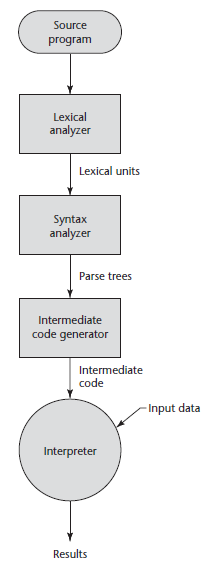 Source
program
Lexical
analyzer
Lexical units
Syntax
analyzer
Parse trees
Intermediate
code generator
Intermediate
code
Input data
Interpreter
Results